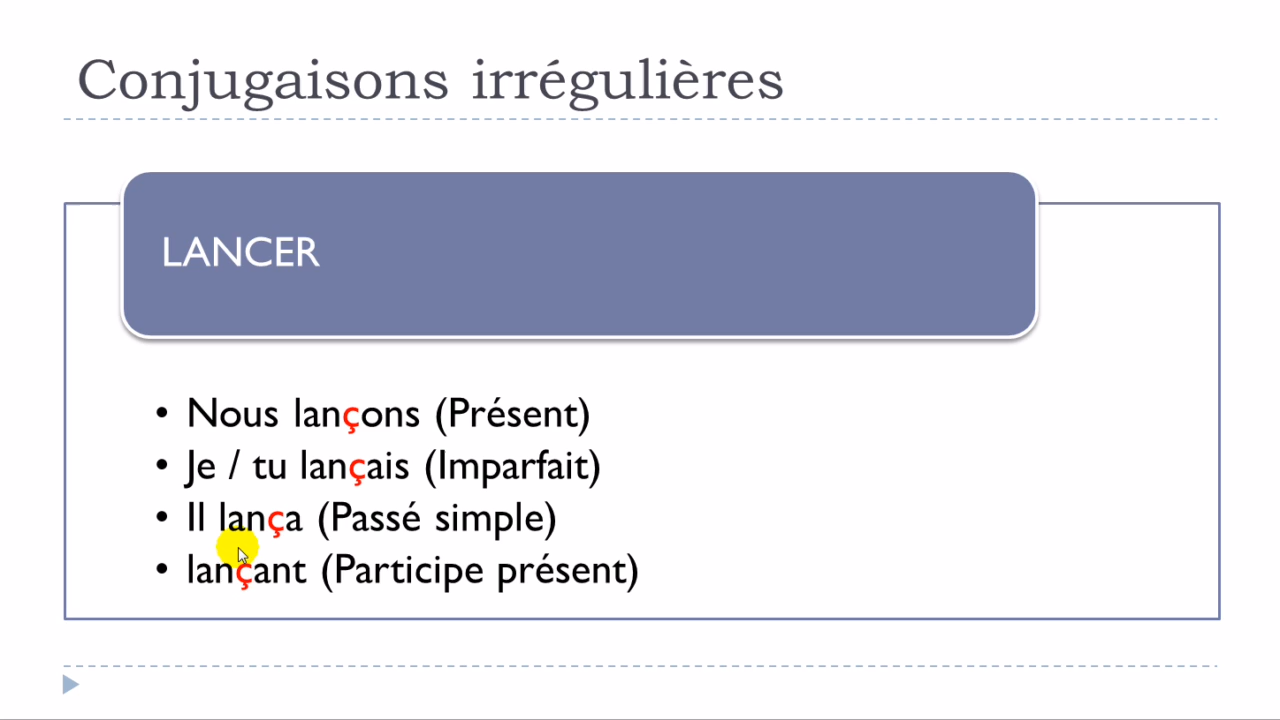 Conjugaisons irrégulières
LANCER
• Nous lançons (Présent)
• Je / tu lançais (Imparfait)
• Il lança (Passé simple)
• lançant (Participe présent)